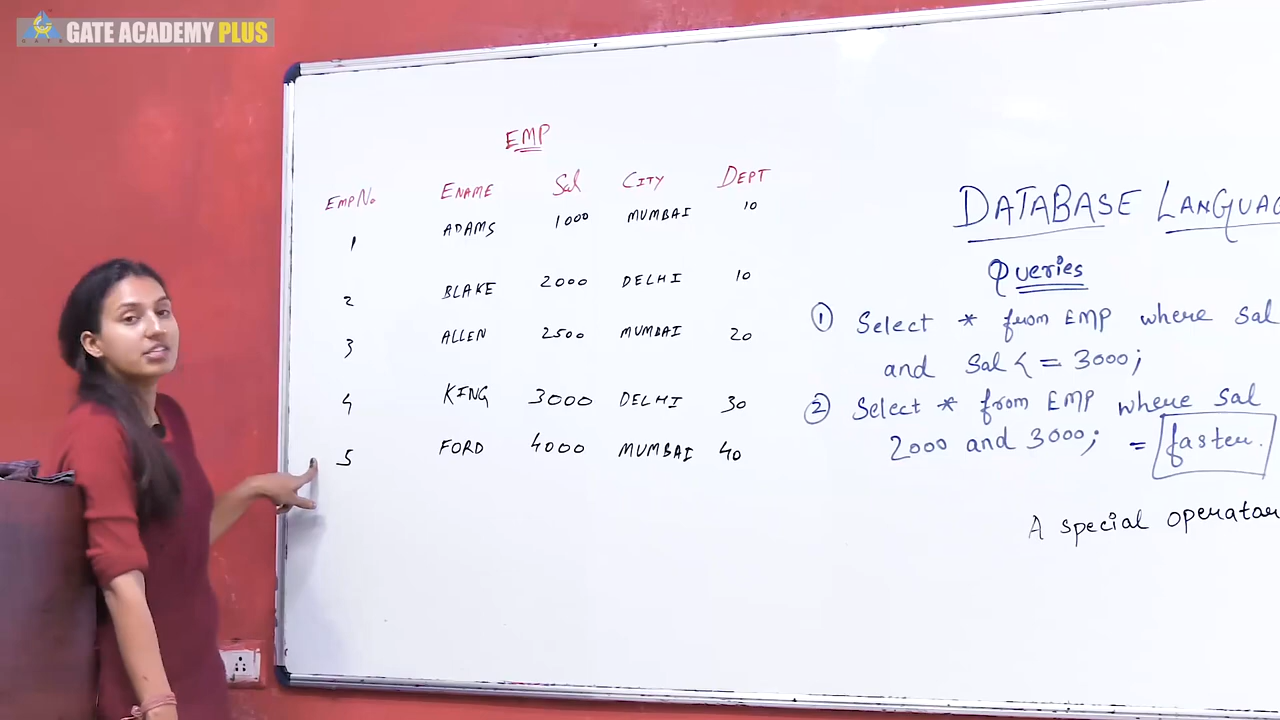 GATE ACADEMY PLUS
EMP
EMPNo ENAME Sal CITY DEPT
1 ADAMS 1000 MUMBAI 10
2 BLAKE 2000 DELHI 10
3 ALLEN 2500 MUMBAI 20
4 KING 3000 DELHI 30
5 FORD 4000 MUMBAI 40
DATABASE LANGUAG
Queries
① Select * from EMP where Sal
and Sal <= 3000;
② Select * from EMP where Sal
2000 and 3000; = faster.
A special operator